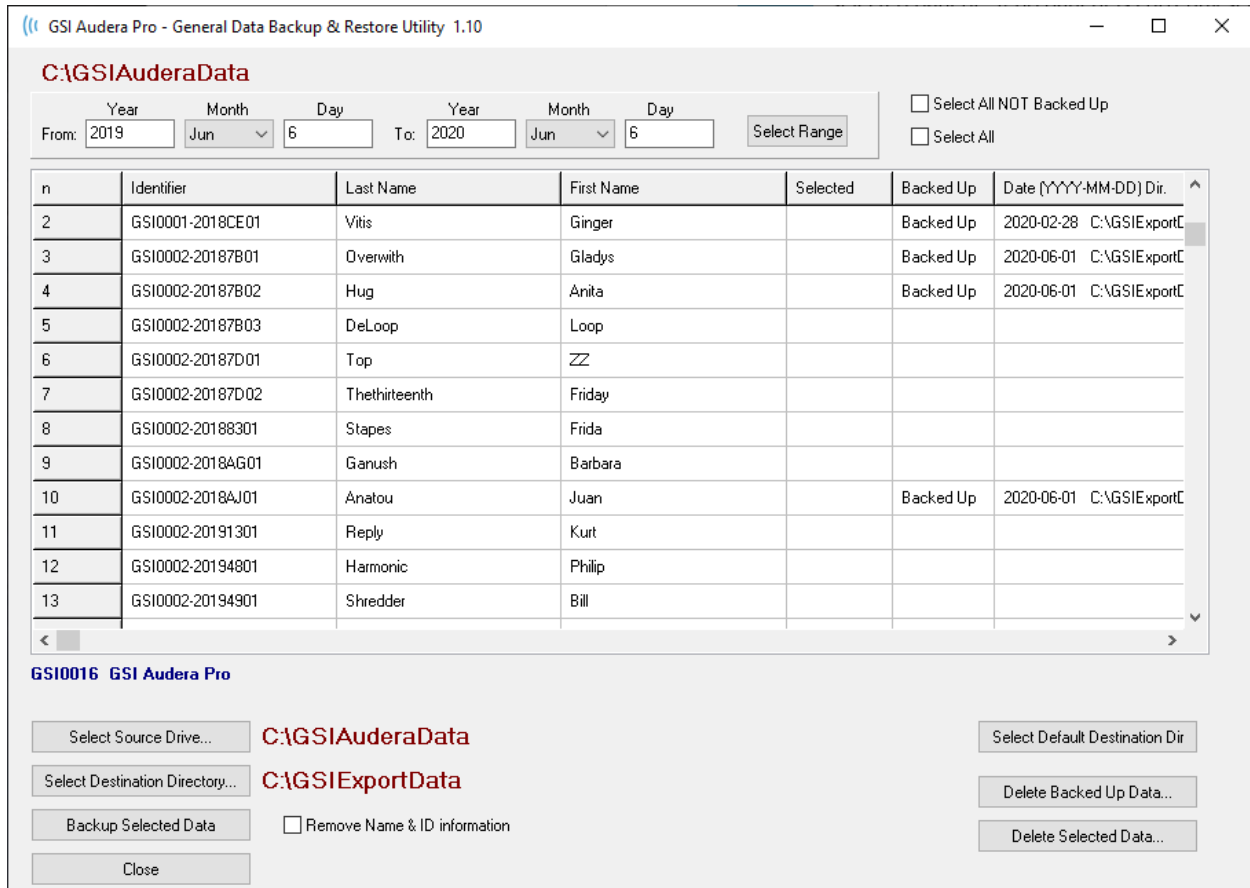 GSI Audera Pro - General Data Backup & Restore Utility 1.10
C:\GSIAuderaData
Year Month Day Year Month Day
From: 2019 Jun 6 To: 2020 Jun 6 Select Range
Select All NOT Backed Up
Select All
n Identifier Last Name First Name Selected Backed Up Date (YYYY-MM-DD) Dir.
2 GSI0001-2018CE01 Vitis Ginger Backed Up 2020-02-28 C:\GSIExportD
3 GSI0002-20187B01 Overwith Gladys Backed Up 2020-06-01 C:\GSIExportD
4 GSI0002-20187B02 Hug Anita Backed Up 2020-06-01 C:\GSIExportD
5 GSI0002-20187B03 DeLoop Loop
6 GSI0002-20187D01 Top ZZ
7 GSI0002-20187D02 Thethirteenth Friday
8 GSI0002-20188301 Stapes Frida
9 GSI0002-2018AG01 Ganush Barbara
10 GSI0002-2018AJ01 Anatou Juan Backed Up 2020-06-01 C:\GSIExportD
11 GSI0002-20191301 Reply Kurt
12 GSI0002-20194801 Harmonic Philip
13 GSI0002-20194901 Shredder Bill
GSI0016 GSI Audera Pro
Select Source Drive... C:\GSIAuderaData Select Default Destination Dir
Select Destination Directory... C:\GSIExportData Delete Backed Up Data...
Backup Selected Data Remove Name & ID information Delete Selected Data...
Close